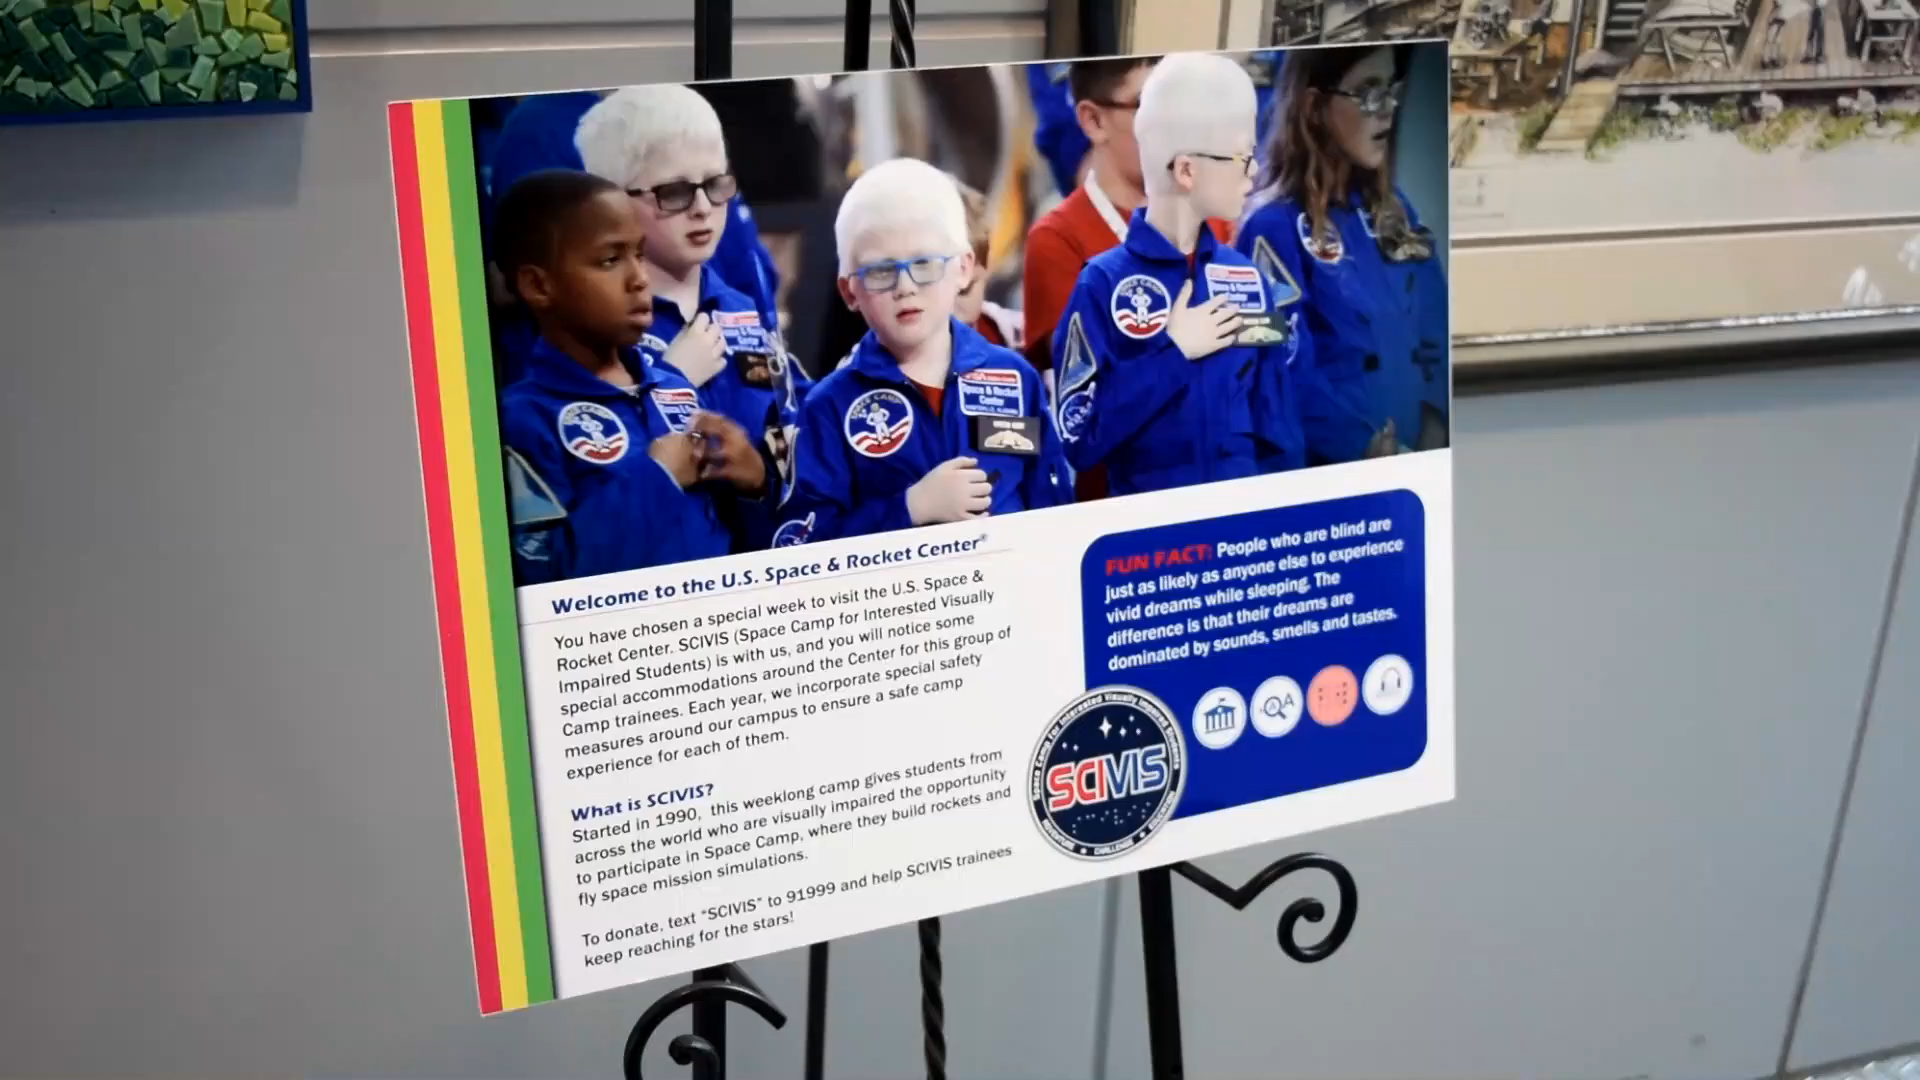 SPACE CAMP
Space & Rocket
Center
Welcome to the U.S. Space & Rocket Center®
You have chosen a special week to visit the U.S. Space &
Rocket Center. SCIVIS (Space Camp for Interested Visually
Impaired Students) is with us, and you will notice some
special accommodations around the Center for this group of
Camp trainees. Each year, we incorporate special safety
measures around our campus to ensure a safe camp
experience for each of them.
What is SCIVIS?
Started in 1990, this weeklong camp gives students from
across the world who are visually impaired the opportunity
to participate in Space Camp, where they build rockets and
fly space mission simulations.
To donate, text "SCIVIS" to 91999 and help SCIVIS trainees
keep reaching for the stars!
FUN FACT: People who are blind are
just as likely as anyone else to experience
vivid dreams while sleeping. The
difference is that their dreams are
dominated by sounds, smells and tastes.
Space Camp for Interested Visually Impaired Students
SCIVIS
ADVENTURE ★ CHALLENGE ★ EDUCATION